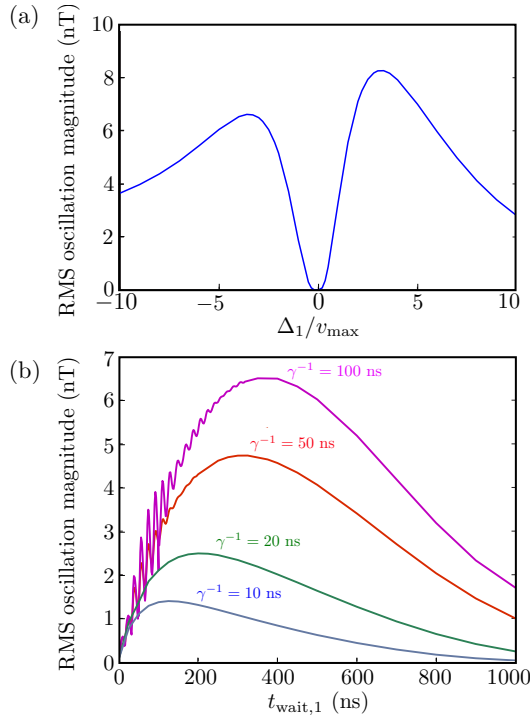 (a)
RMS oscillation magnitude (nT)
10
8
6
4
2
0
−10
−5
0
5
10
Δ₁/v_max
(b)
RMS oscillation magnitude (nT)
7
6
5
4
3
2
1
0
γ⁻¹ = 100 ns
γ⁻¹ = 50 ns
γ⁻¹ = 20 ns
γ⁻¹ = 10 ns
0
200
400
600
800
1000
t_wait,1 (ns)